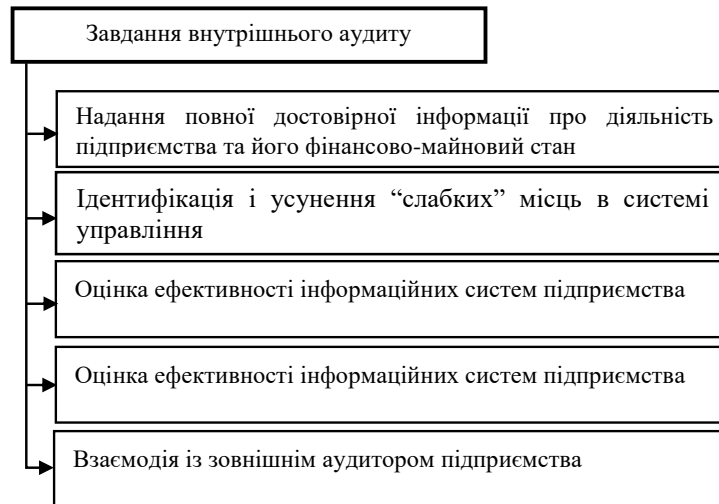 Завдання внутрішнього аудиту
Надання повної достовірної інформації про діяльність
підприємства та його фінансово-майновий стан
Ідентифікація і усунення “слабких” місць в системі
управління
Оцінка ефективності інформаційних систем підприємства
Оцінка ефективності інформаційних систем підприємства
Взаємодія із зовнішнім аудитором підприємства